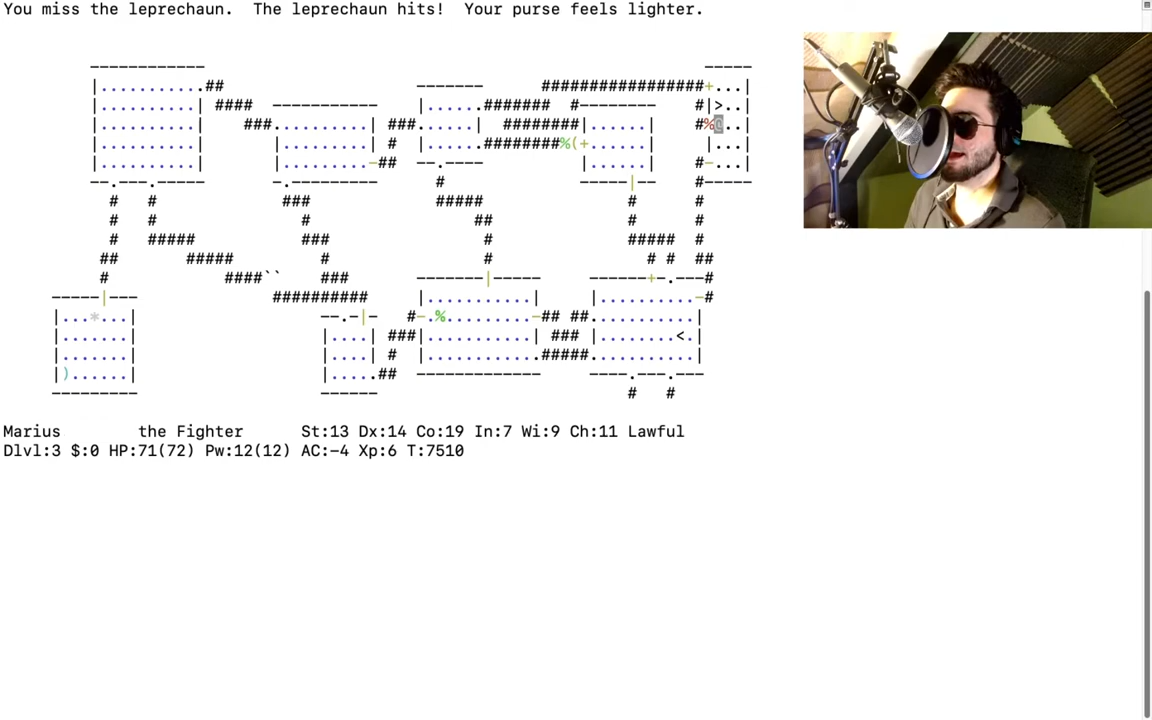 You miss the leprechaun.  The leprechaun hits!  Your purse feels lighter.
Marius         the Fighter       St:13 Dx:14 Co:19 In:7 Wi:9 Ch:11 Lawful
Dlvl:3 $:0 HP:71(72) Pw:12(12) AC:-4 Xp:6 T:7510